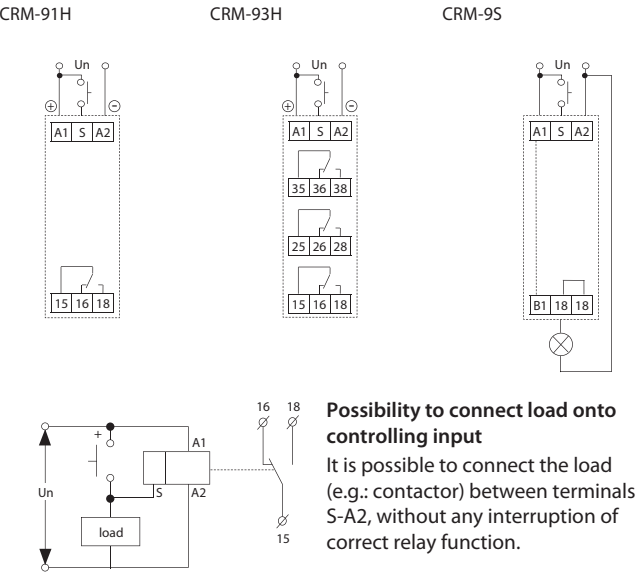 CRM-91H CRM-93H CRM-9S
Un Un Un
+ − + −
A1 S A2 A1 S A2 A1 S A2
35 36 38
25 26 28
15 16 18 15 16 18 B1 18 18
16 18
+
A1
Un
S A2
load
15
Possibility to connect load onto
controlling input
It is possible to connect the load
(e.g.: contactor) between terminals
S-A2, without any interruption of
correct relay function.